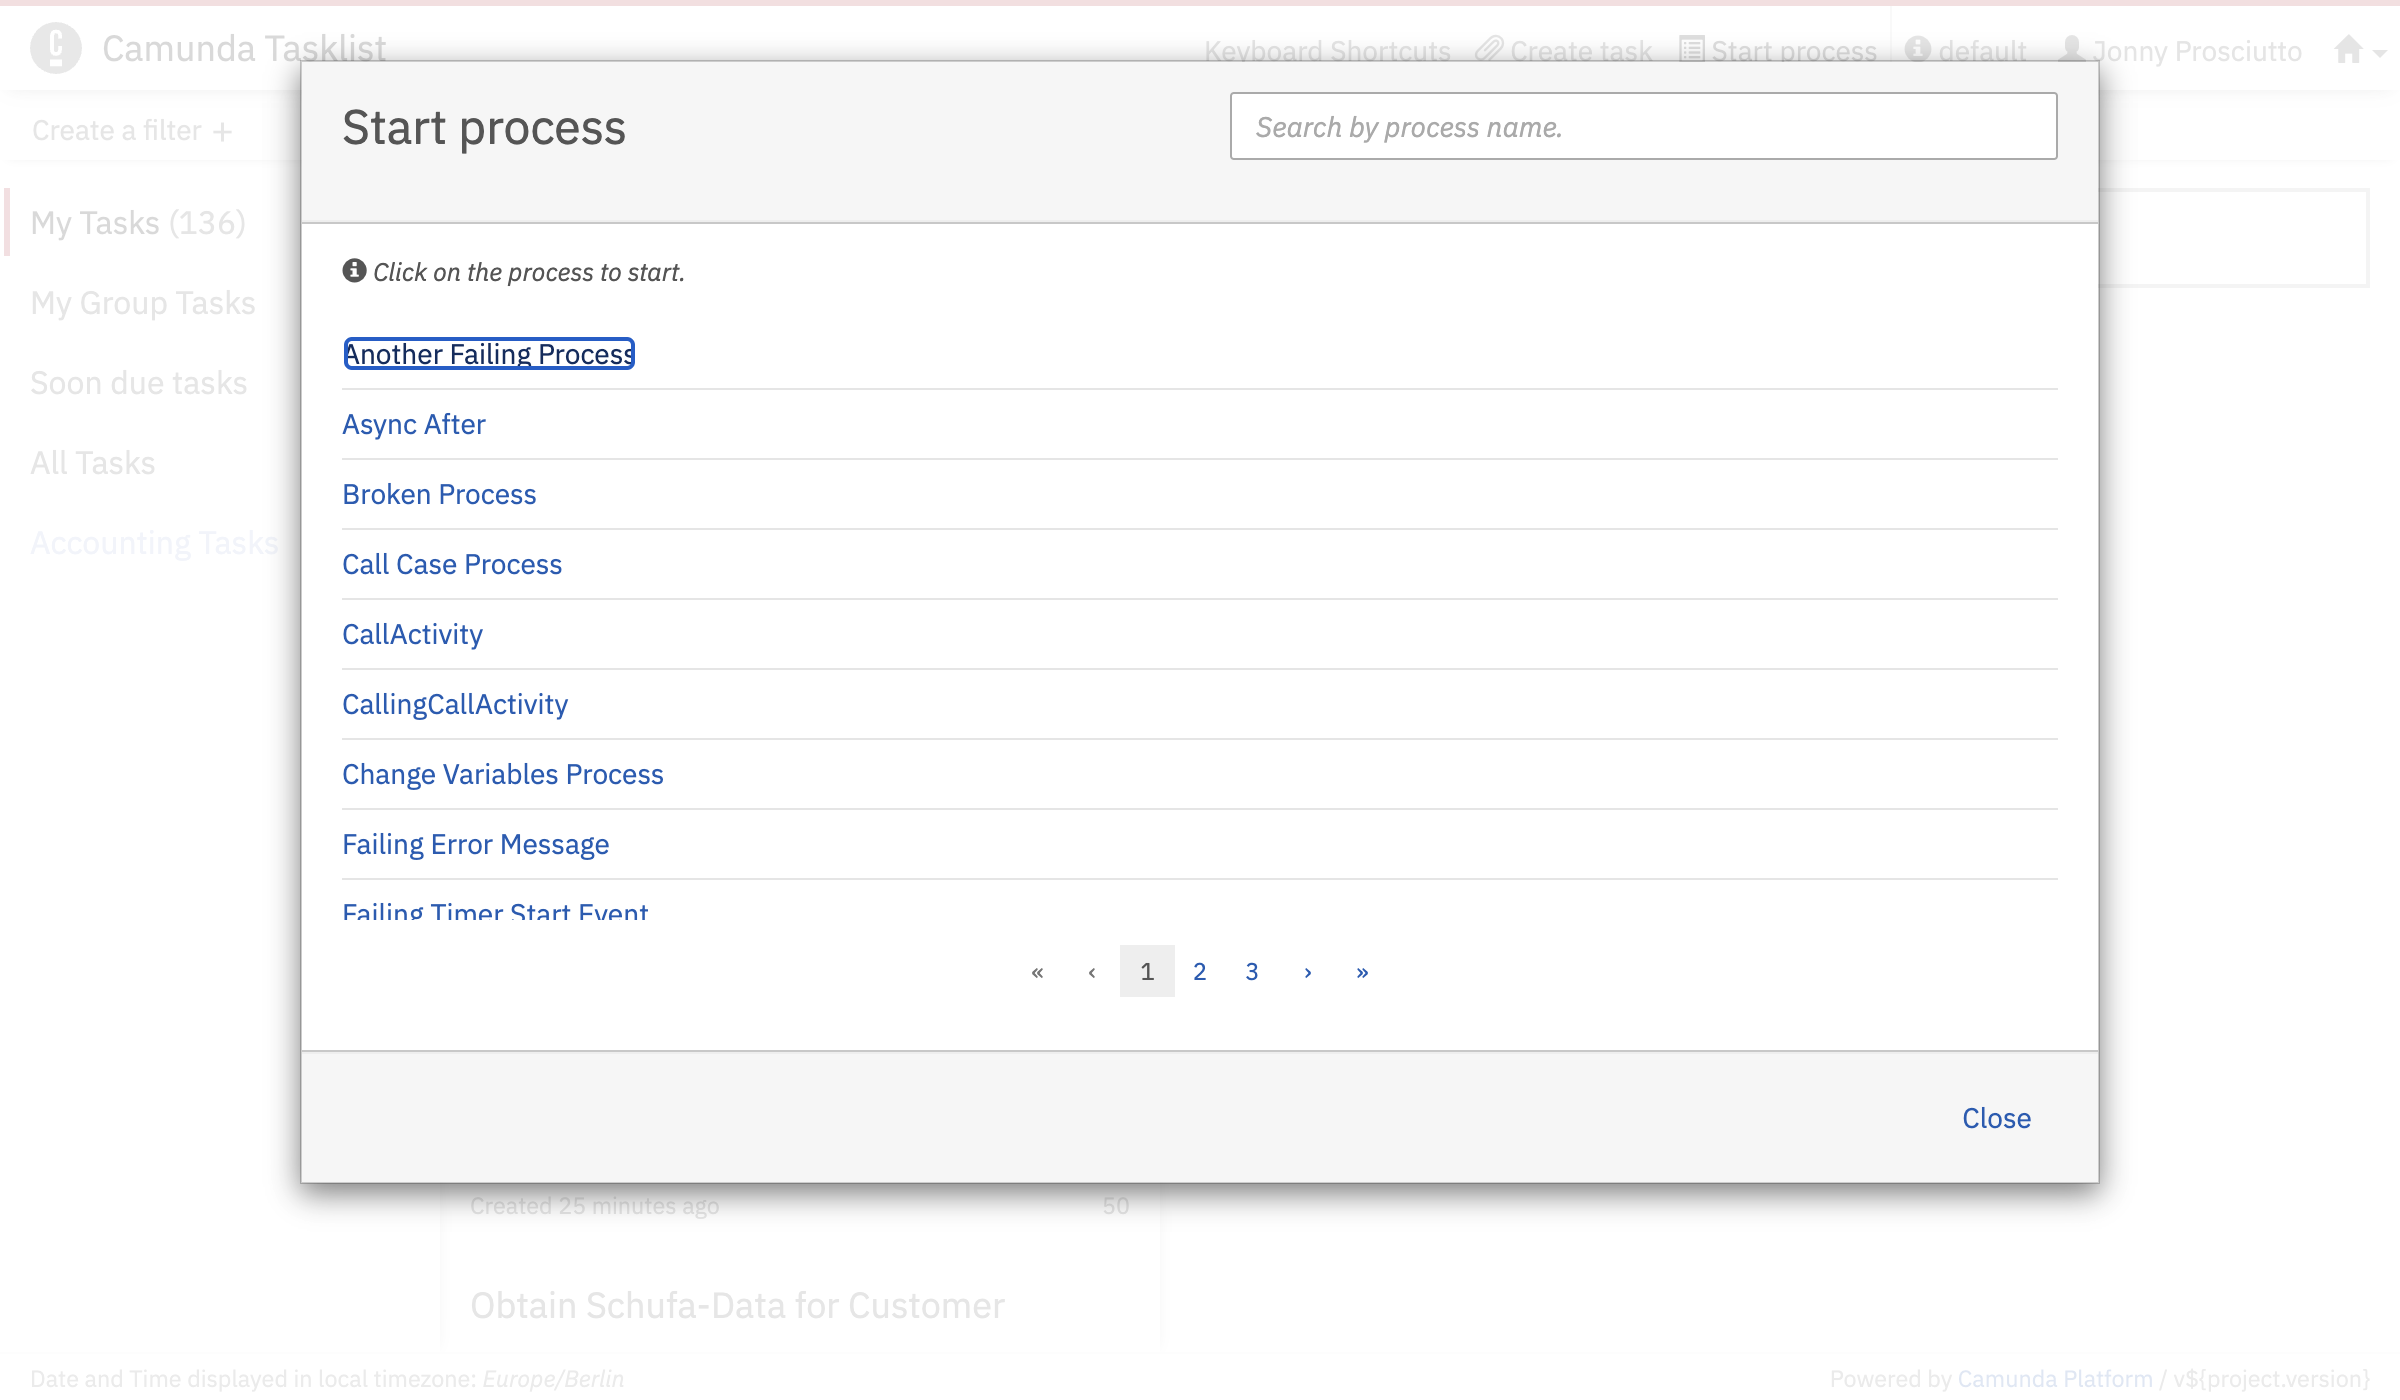 Camunda Tasklist
Keyboard Shortcuts Create task Start process default Jonny Prosciutto
Create a filter +
My Tasks (136)
My Group Tasks
Soon due tasks
All Tasks
Accounting Tasks
Start process
Search by process name.
Click on the process to start.
Another Failing Process
Async After
Broken Process
Call Case Process
CallActivity
CallingCallActivity
Change Variables Process
Failing Error Message
Failing Timer Start Event
« ‹ 1 2 3 › »
Close
Created 25 minutes ago 50
Obtain Schufa-Data for Customer
Date and Time displayed in local timezone: Europe/Berlin
Powered by Camunda Platform / v${project.version}